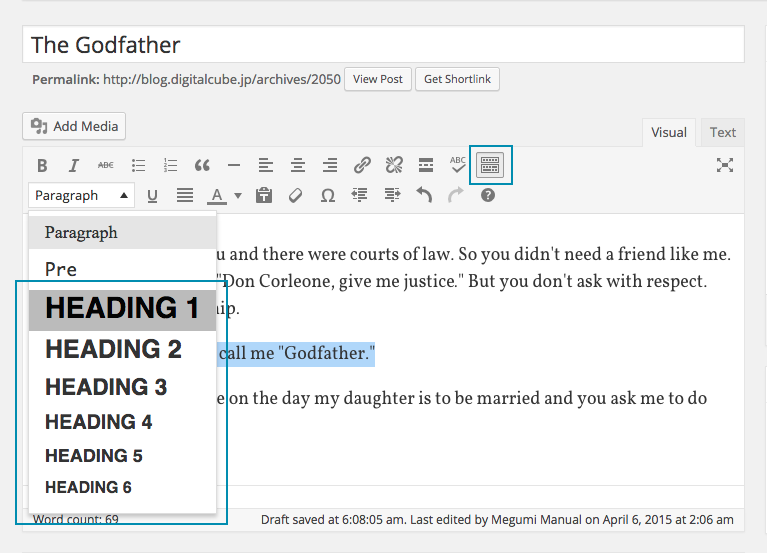 The Godfather
Permalink: http://blog.digitalcube.jp/archives/2050 View Post Get Shortlink
Add Media
Visual Text
B I ABC ABC
Paragraph U A Ω ?
Paragraph
u and there were courts of law. So you didn't need a friend like me.
Pre
"Don Corleone, give me justice." But you don't ask with respect.
HEADING 1
ip.
HEADING 2
call me "Godfather."
HEADING 3
e on the day my daughter is to be married and you ask me to do
HEADING 4
HEADING 5
HEADING 6
Word count: 69 Draft saved at 6:08:05 am. Last edited by Megumi Manual on April 6, 2015 at 2:06 am